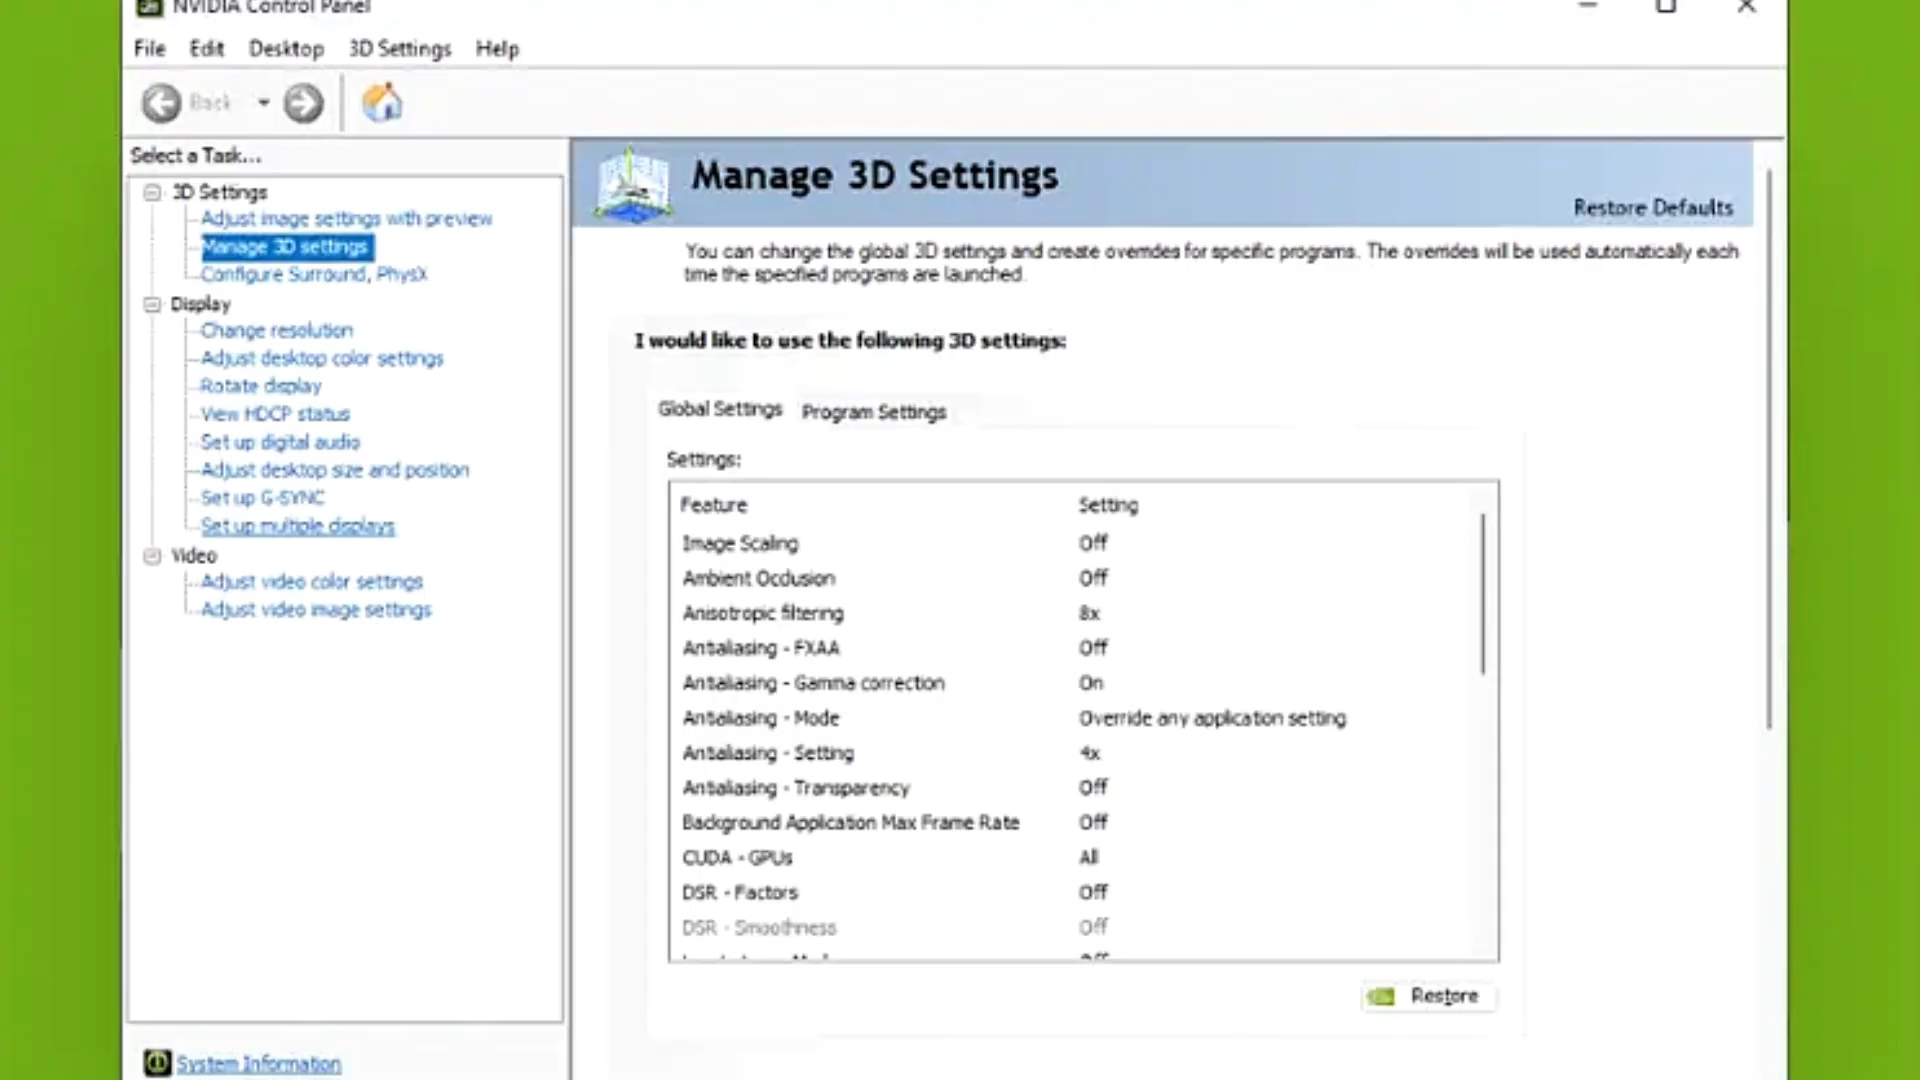 NVIDIA Control Panel
File Edit Desktop 3D Settings Help
Back
Select a Task...
3D Settings
Adjust image settings with preview
Manage 3D settings
Configure Surround, PhysX
Display
Change resolution
Adjust desktop color settings
Rotate display
View HDCP status
Set up digital audio
Adjust desktop size and position
Set up G-SYNC
Set up multiple displays
Video
Adjust video color settings
Adjust video image settings
System Information
Manage 3D Settings
Restore Defaults
You can change the global 3D settings and create overrides for specific programs. The overrides will be used automatically each
time the specified programs are launched.
I would like to use the following 3D settings:
Global Settings Program Settings
Settings:
Feature Setting
Image Scaling Off
Ambient Occlusion Off
Anisotropic filtering 8x
Antialiasing - FXAA Off
Antialiasing - Gamma correction On
Antialiasing - Mode Override any application setting
Antialiasing - Setting 4x
Antialiasing - Transparency Off
Background Application Max Frame Rate Off
CUDA - GPUs All
DSR - Factors Off
DSR - Smoothness Off
Restore